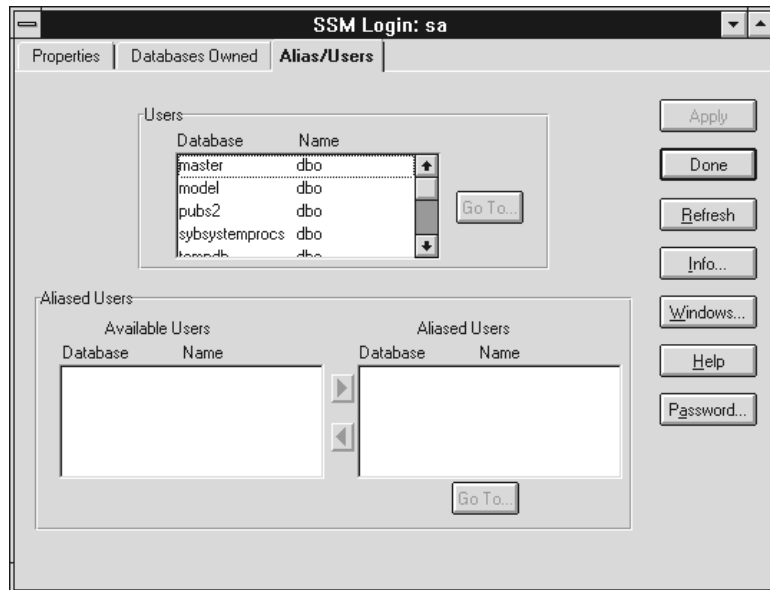 SSM Login: sa
Properties
Databases Owned
Alias/Users
Users
Database Name
master dbo
model dbo
pubs2 dbo
sybsystemprocs dbo
tempdb dbo
Go To...
Aliased Users
Available Users
Database Name
Aliased Users
Database Name
Go To...
Apply
Done
Refresh
Info...
Windows...
Help
Password...